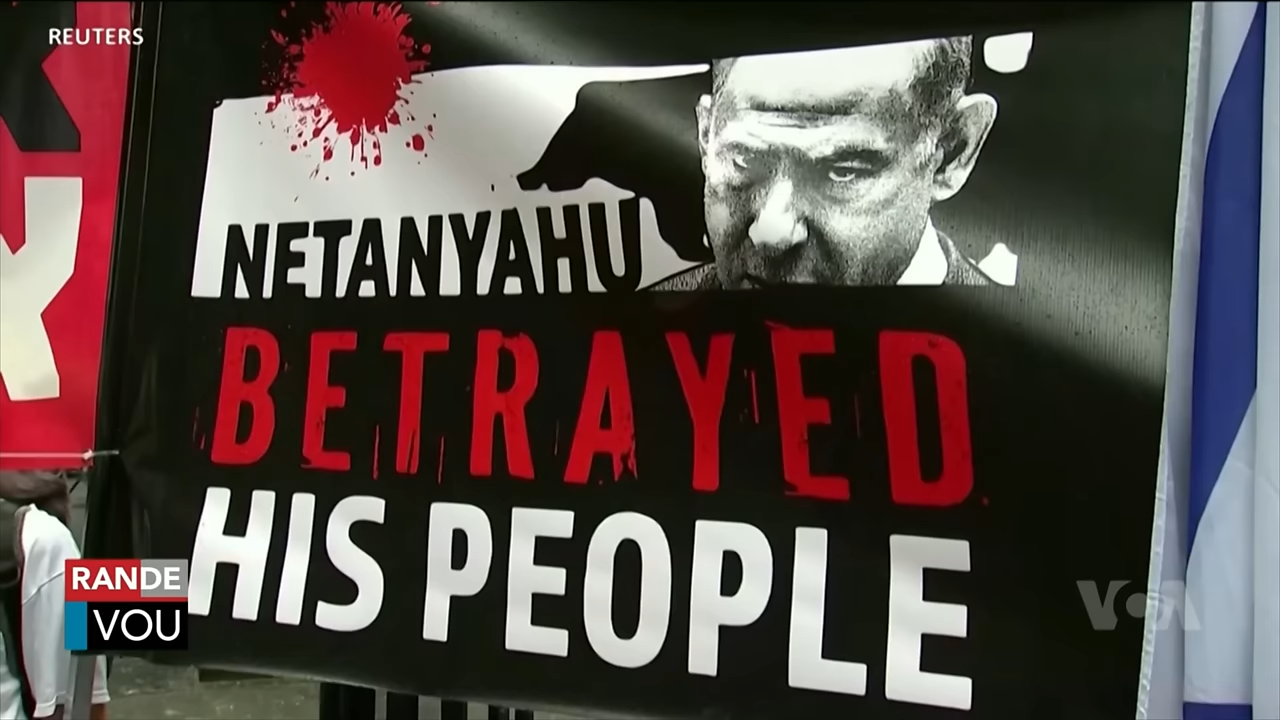 REUTERS
NETANYAHU
BETRAYED
HIS PEOPLE
RANDE
VOU
VOA